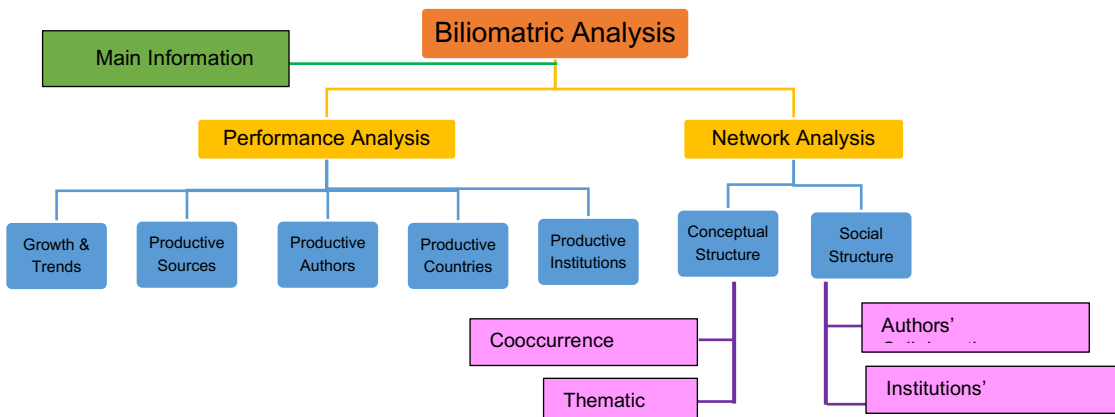 Biliomatric Analysis
Main Information
Performance Analysis
Network Analysis
Growth &
Trends
Productive
Sources
Productive
Authors
Productive
Countries
Productive
Institutions
Conceptual
Structure
Social
Structure
Cooccurrence
Thematic
Authors’
Institutions’